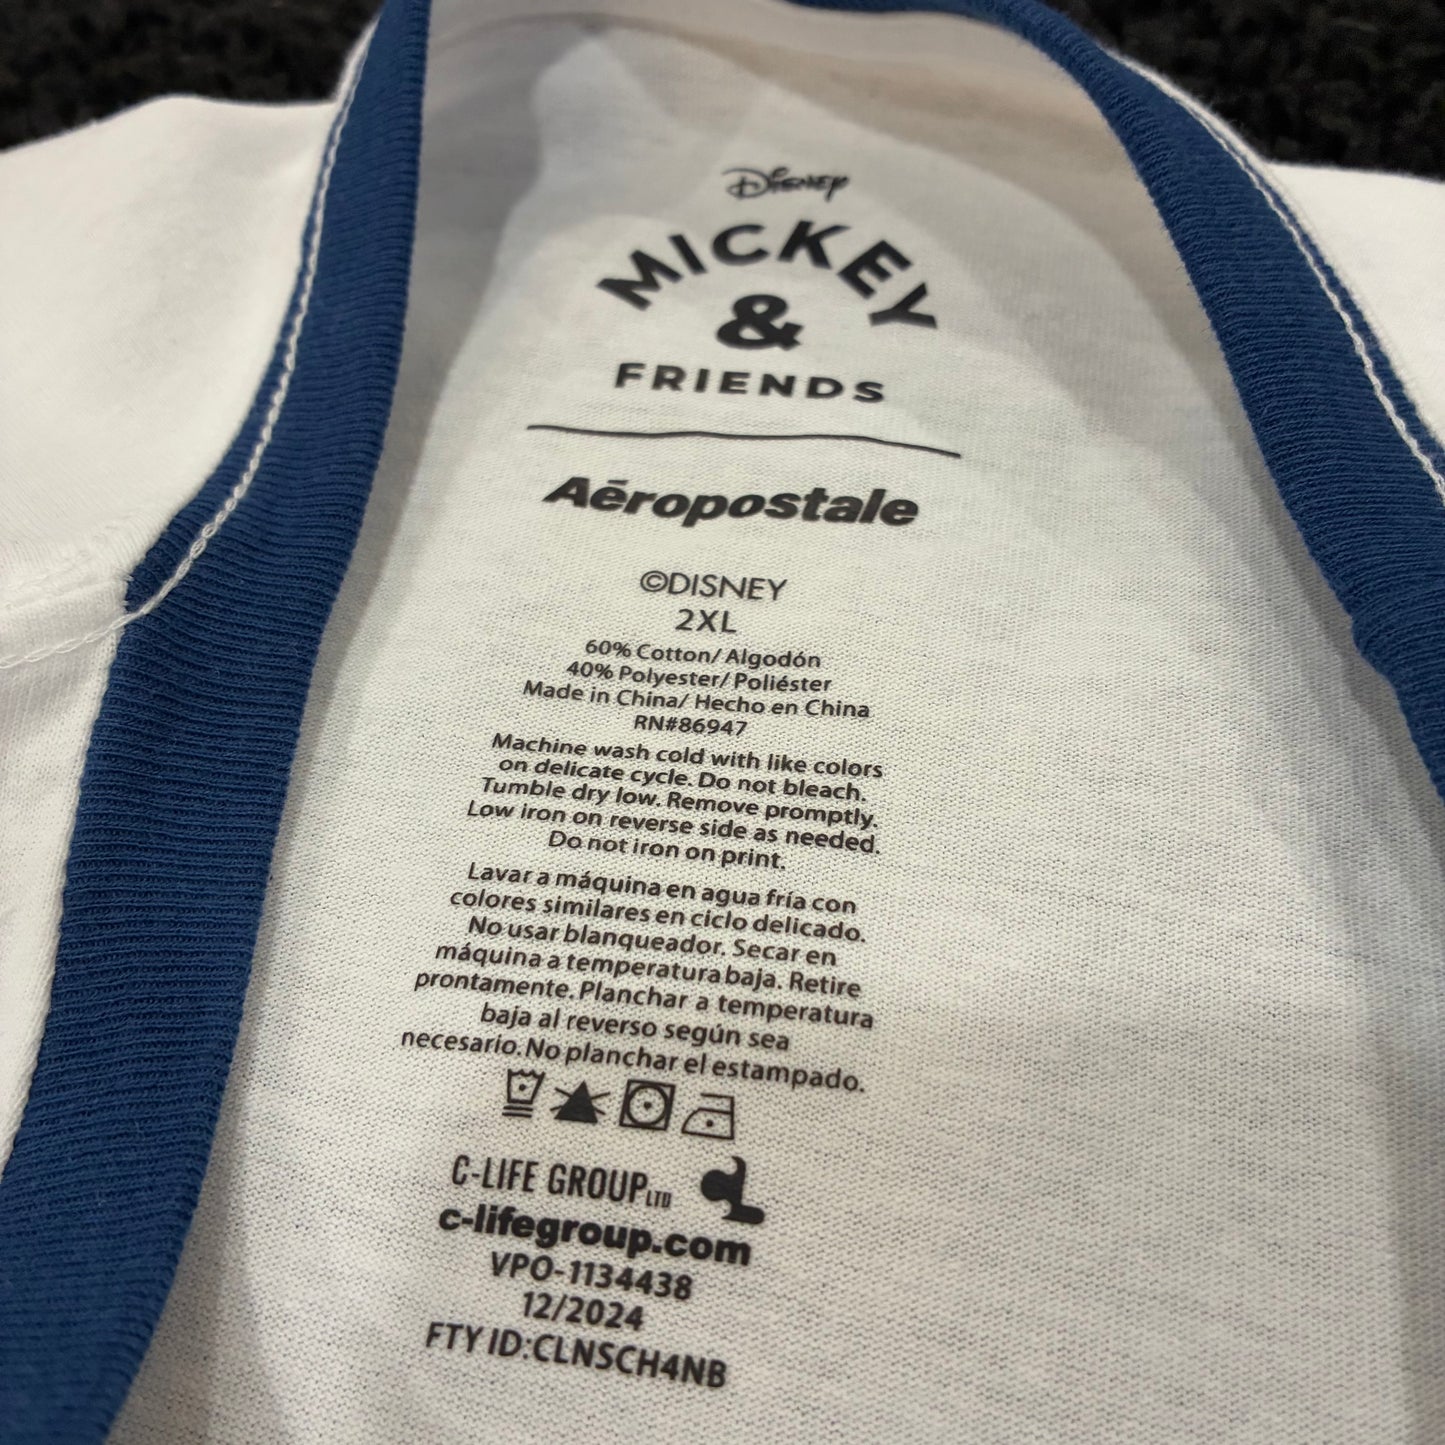 Disney
MICKEY
&
FRIENDS
Aéropostale
©DISNEY
2XL
60% Cotton/ Algodón
40% Polyester/ Poliéster
Made in China/ Hecho en China
RN#86947
Machine wash cold with like colors
on delicate cycle. Do not bleach.
Tumble dry low. Remove promptly.
Low iron on reverse side as needed.
Do not iron on print.
Lavar a máquina en agua fría con
colores similares en ciclo delicado.
No usar blanqueador. Secar en
máquina a temperatura baja. Retire
prontamente. Planchar a temperatura
baja al reverso según sea
necesario. No planchar el estampado.
C-LIFE GROUP LTD
c-lifegroup.com
VPO-1134438
12/2024
FTY ID:CLNSCH4NB